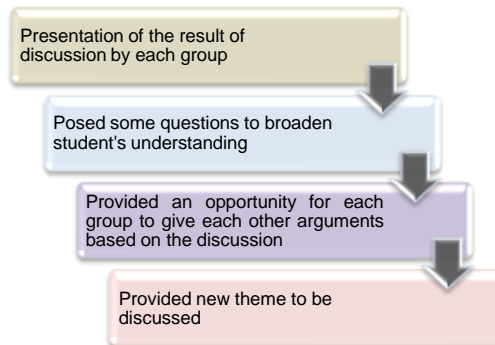 Presentation of the result of
discussion by each group
Posed some questions to broaden
student's understanding
Provided an opportunity for each
group to give each other arguments
based on the discussion
Provided new theme to be
discussed